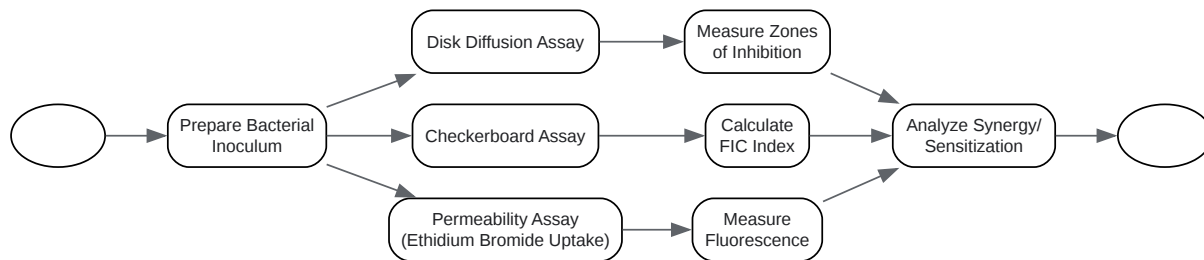 Disk Diffusion Assay
Measure Zones
of Inhibition
Prepare Bacterial
Inoculum
Checkerboard Assay
Calculate
FIC Index
Analyze Synergy/
Sensitization
Permeability Assay
(Ethidium Bromide Uptake)
Measure
Fluorescence